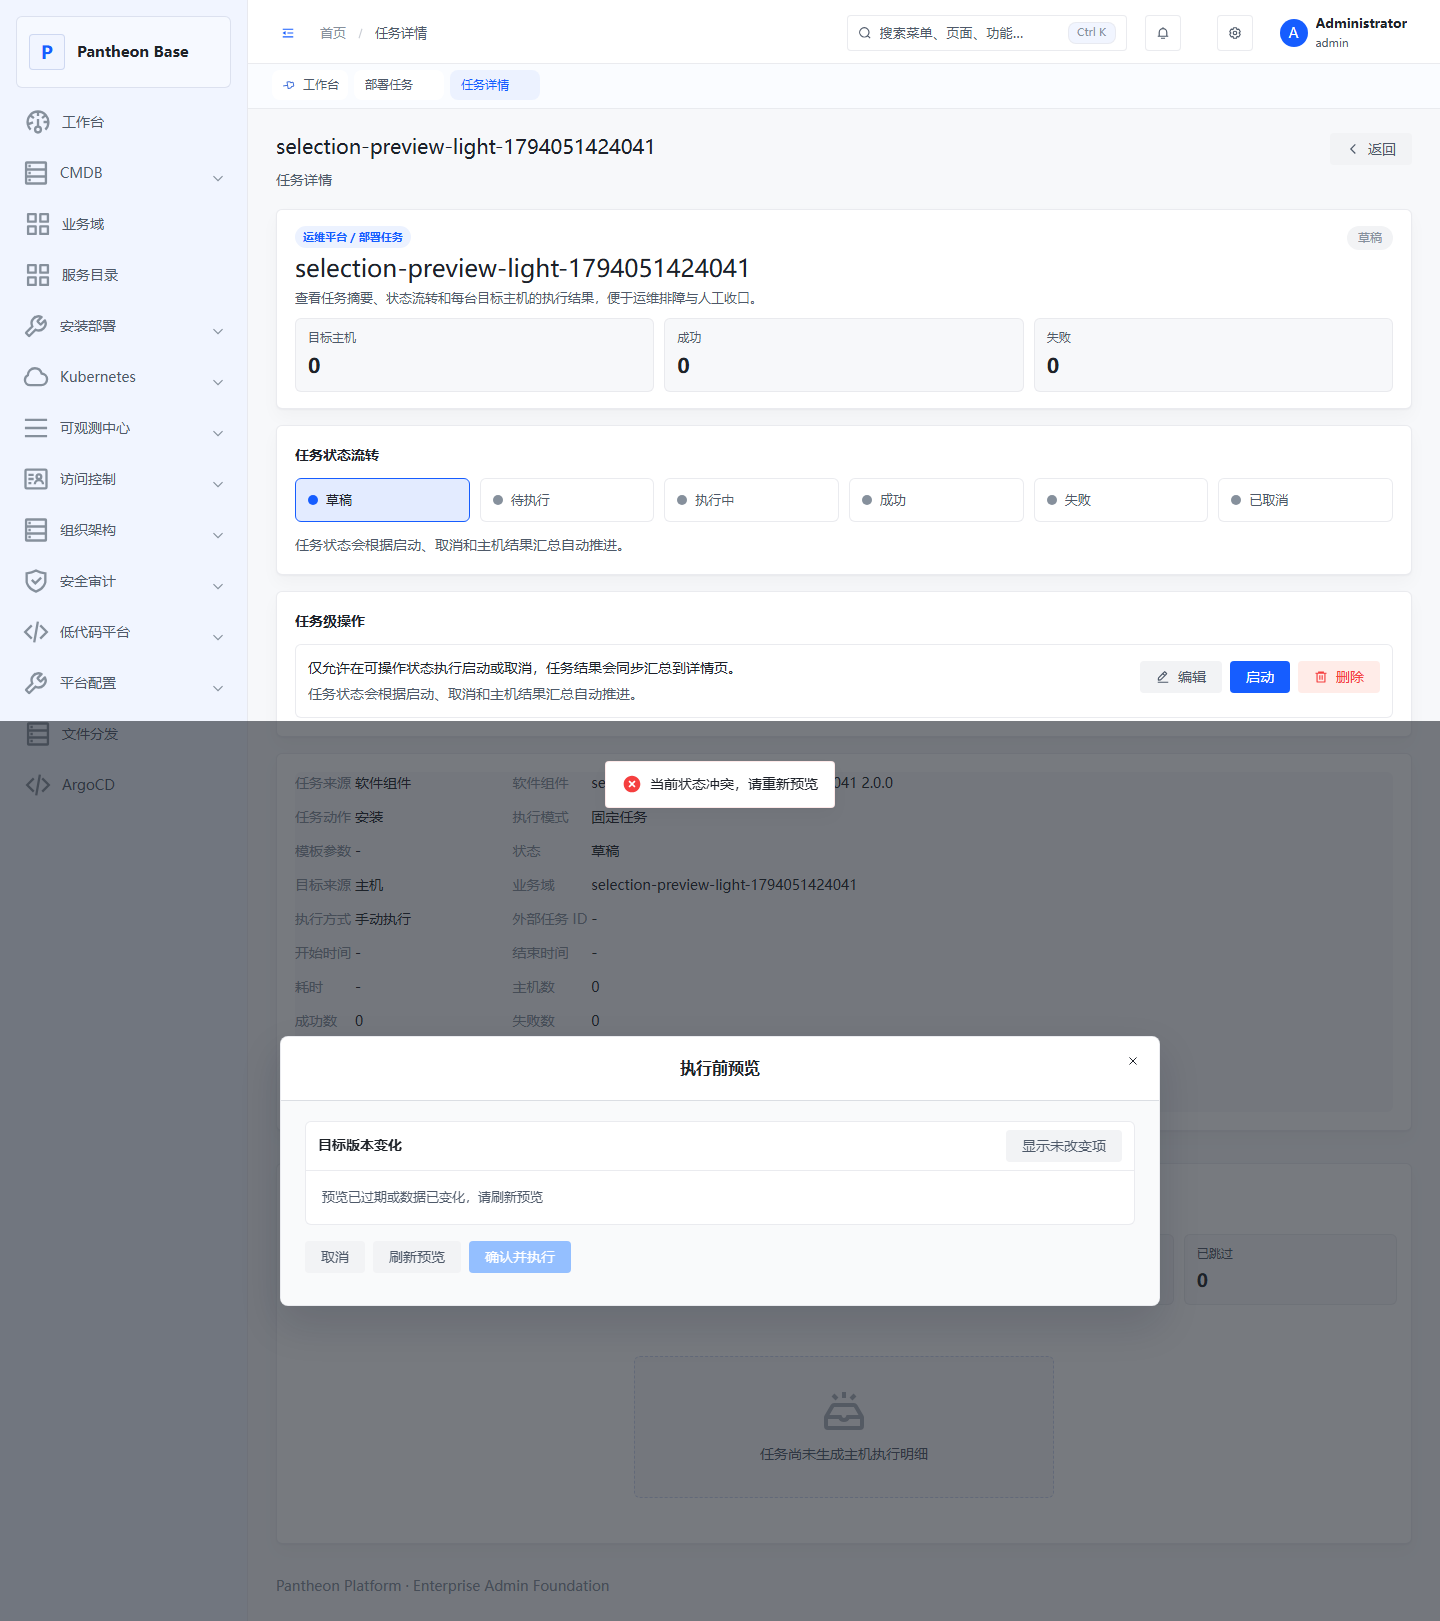 P Pantheon Base
工作台
CMDB
业务域
服务目录
安装部署
Kubernetes
可观测中心
访问控制
组织架构
安全审计
低代码平台
平台配置
文件分发
ArgoCD
首页 / 任务详情
搜索菜单、页面、功能... Ctrl K
A Administrator
admin
工作台 部署任务 任务详情
selection-preview-light-1794051424041
返回
任务详情
运维平台 / 部署任务
草稿
selection-preview-light-1794051424041
查看任务摘要、状态流转和每台目标主机的执行结果，便于运维排障与人工收口。
目标主机 成功 失败
0 0 0
任务状态流转
草稿 待执行 执行中 成功 失败 已取消
任务状态会根据启动、取消和主机结果汇总自动推进。
任务级操作
仅允许在可操作状态执行启动或取消，任务结果会同步汇总到详情页。
任务状态会根据启动、取消和主机结果汇总自动推进。
编辑 启动 删除
当前状态冲突，请重新预览
任务来源 软件组件 软件组件 se 041 2.0.0
任务动作 安装 执行模式 固定任务
模板参数 - 状态 草稿
目标来源 主机 业务域 selection-preview-light-1794051424041
执行方式 手动执行 外部任务 ID -
开始时间 - 结束时间 -
耗时 - 主机数 0
成功数 0 失败数 0
执行前预览
目标版本变化 显示未改变项
预览已过期或数据已变化，请刷新预览
取消 刷新预览 确认并执行
已跳过
0
任务尚未生成主机执行明细
Pantheon Platform · Enterprise Admin Foundation